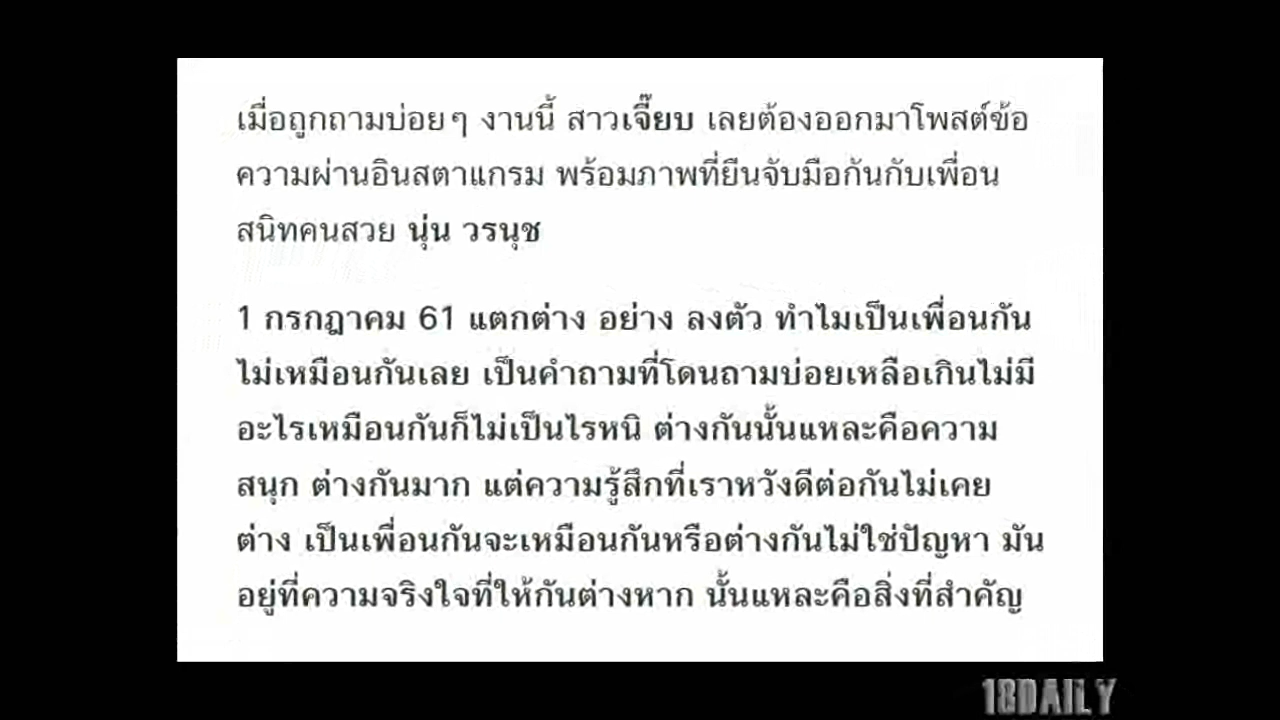 เมื่อถูกถามบ่อยๆ งานนี้ สาวเจี๊ยบ เลยต้องออกมาโพสต์ข้อ
ความผ่านอินสตาแกรม พร้อมภาพที่ยืนจับมือกันกับเพื่อน
สนิทคนสวย นุ่น วรนุช
1 กรกฎาคม 61 แตกต่าง อย่าง ลงตัว ทำไมเป็นเพื่อนกัน
ไม่เหมือนกันเลย เป็นคำถามที่โดนถามบ่อยเหลือเกินไม่มี
อะไรเหมือนกันก็ไม่เป็นไรหนิ ต่างกันนั้นแหละคือความ
สนุก ต่างกันมาก แต่ความรู้สึกที่เราหวังดีต่อกันไม่เคย
ต่าง เป็นเพื่อนกันจะเหมือนกันหรือต่างกันไม่ใช่ปัญหา มัน
อยู่ที่ความจริงใจที่ให้กันต่างหาก นั้นแหละคือสิ่งที่สำคัญ
18DAILY